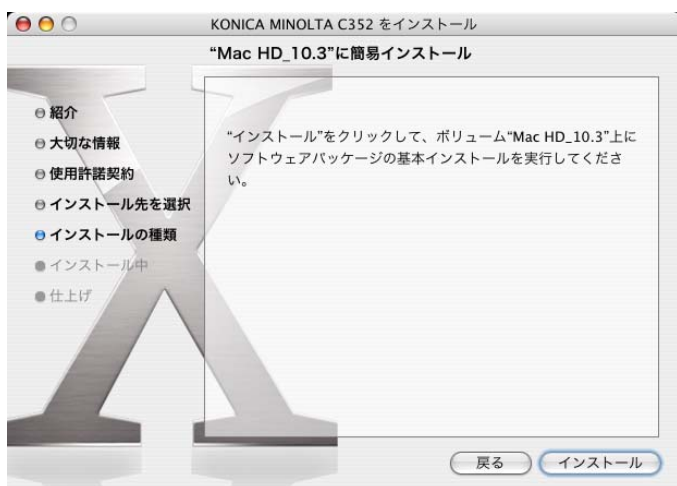 KONICA MINOLTA C352 をインストール
“Mac HD_10.3”に簡易インストール
紹介
大切な情報
使用許諾契約
インストール先を選択
インストールの種類
インストール中
仕上げ
“インストール”をクリックして、ボリューム“Mac HD_10.3”上に
ソフトウェアパッケージの基本インストールを実行してくださ
い。
戻る
インストール